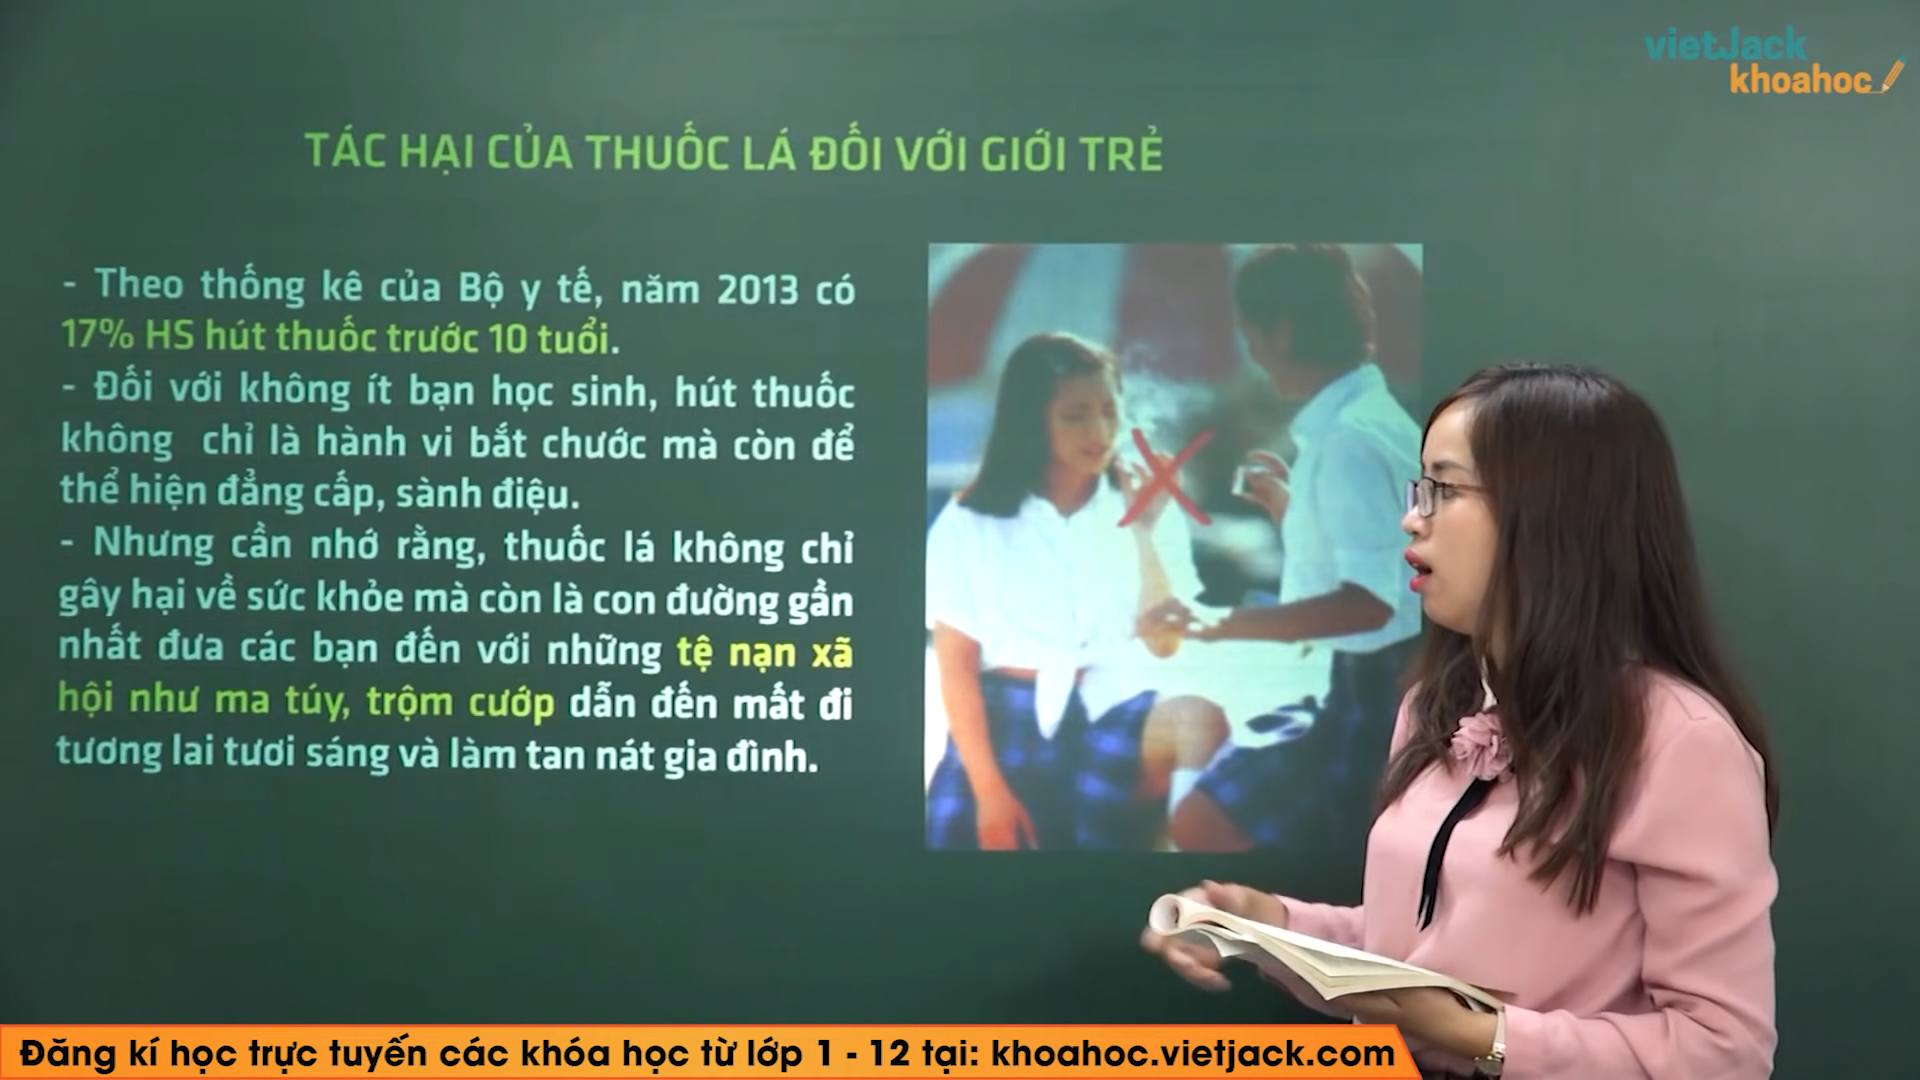 vietJack
khoahoc
TÁC HẠI CỦA THUỐC LÁ ĐỐI VỚI GIỚI TRẺ
- Theo thống kê của Bộ y tế, năm 2013 có
17% HS hút thuốc trước 10 tuổi.
- Đối với không ít bạn học sinh, hút thuốc
không chỉ là hành vi bắt chước mà còn để
thể hiện đẳng cấp, sành điệu.
- Nhưng cần nhớ rằng, thuốc lá không chỉ
gây hại về sức khỏe mà còn là con đường gần
nhất đưa các bạn đến với những tệ nạn xã
hội như ma túy, trộm cướp dẫn đến mất đi
tương lai tươi sáng và làm tan nát gia đình.
Đăng kí học trực tuyến các khóa học từ lớp 1 - 12 tại: khoahoc.vietjack.com